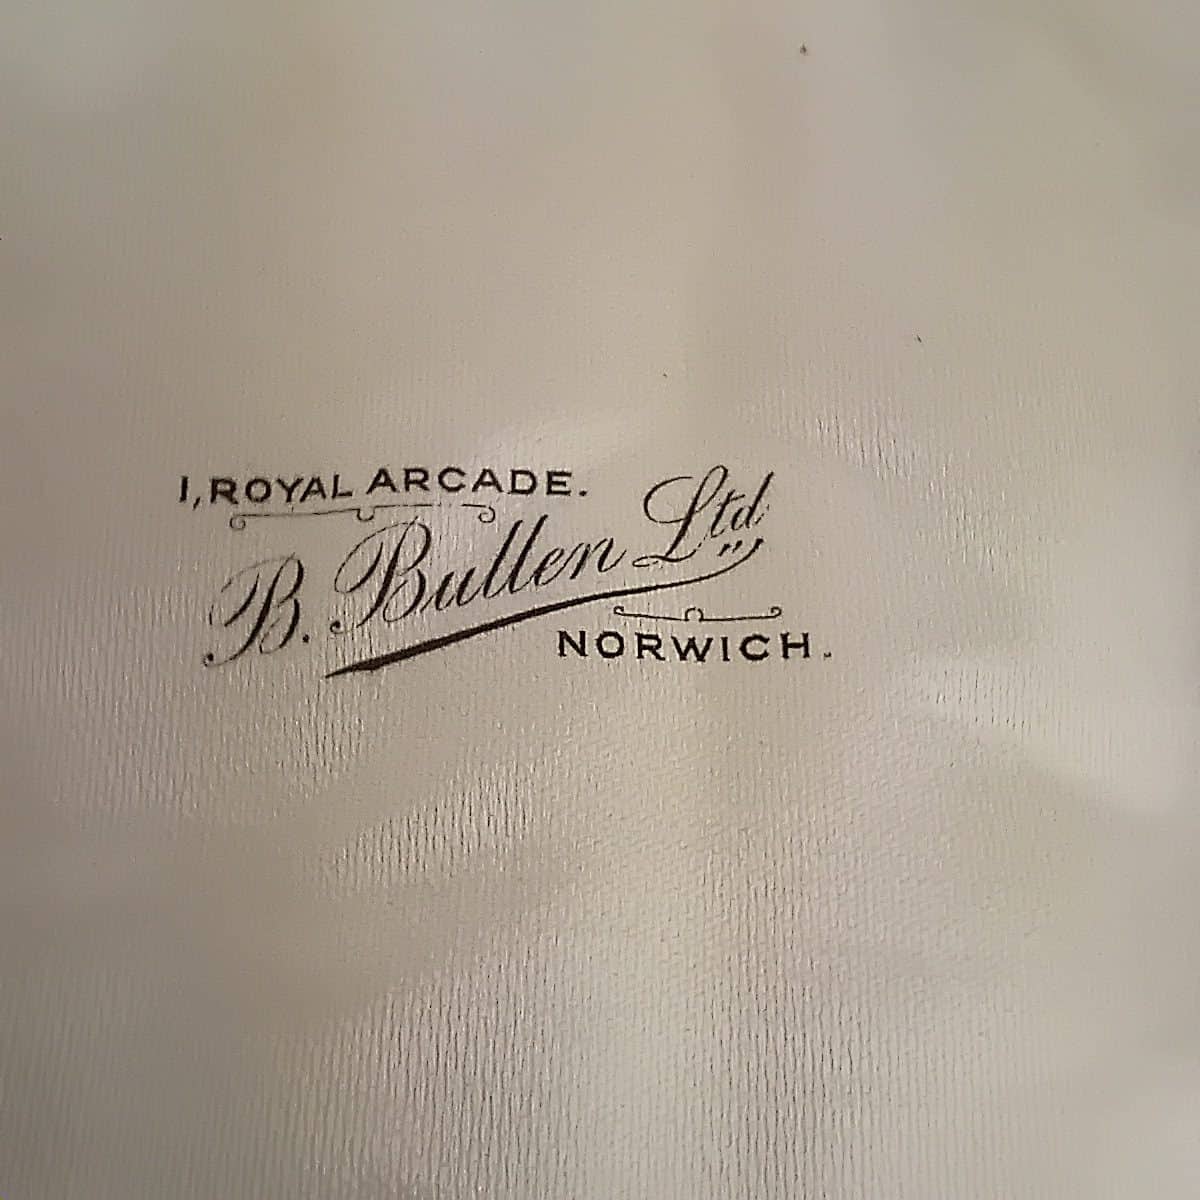 1, ROYAL ARCADE.
B. Bullen Ltd
NORWICH.